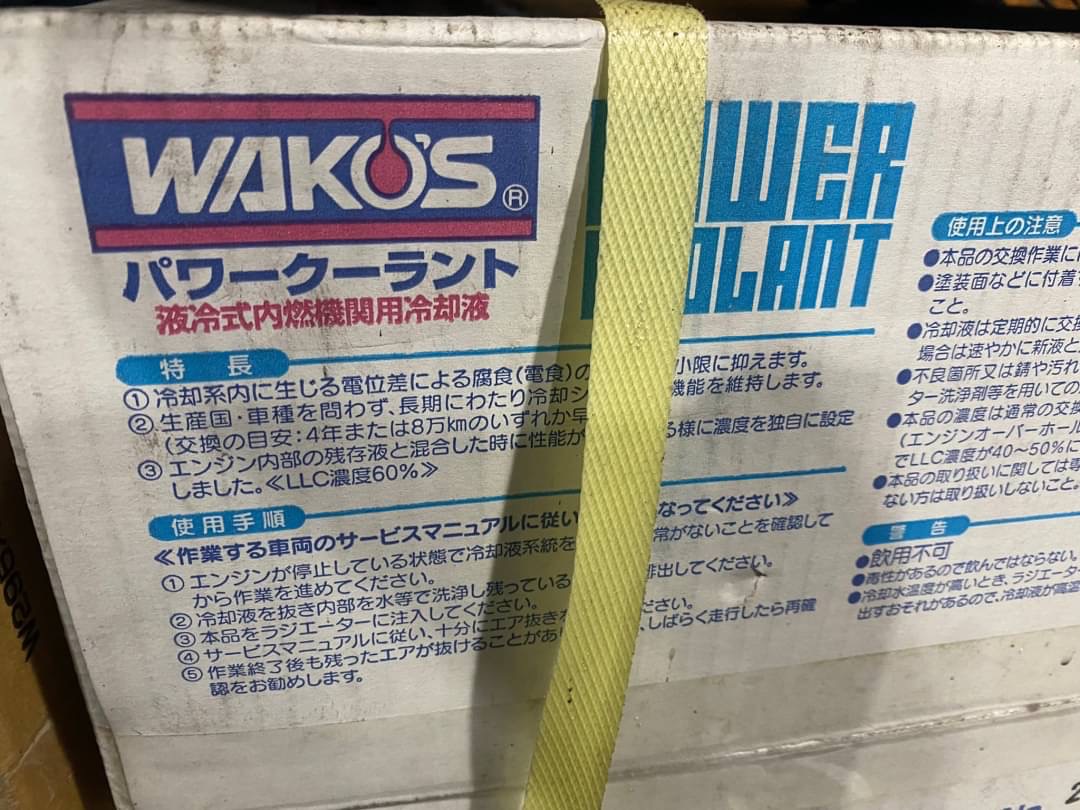 WAKO'S ®
パワークーラント
液冷式内燃機関用冷却液
WER
OLANT
特長
① 冷却系内に生じる電位差による腐食(電食)の 小限に抑えます。
② 生産国・車種を問わず、長期にわたり冷却シ 機能を維持します。
(交換の目安:4年または8万kmのいずれか早
③ エンジン内部の残存液と混合した時に性能が る様に濃度を独自に設定
しました。≪LLC濃度60%≫
使用手順
≪作業する車両のサービスマニュアルに従い なってください≫
① エンジンが停止している状態で冷却液系統を 常がないことを確認して
から作業を進めてください。
② 冷却液を抜き内部を水等で洗浄し残っている 排出してください。
③ 本品をラジエーターに注入してください。
④ サービスマニュアルに従い、十分にエア抜きを ださい。
⑤ 作業終了後も残ったエアが抜けることがあ 、しばらく走行したら再確
認をお勧めします。
使用上の注意
●本品の交換作業に
●塗装面などに付着
こと。
●冷却液は定期的に交
場合は速やかに新液と
●不良箇所又は錆や汚れ
ター洗浄剤等を用いての
●本品の濃度は通常の交換
(エンジンオーバーホール
でLLC濃度が40~50%に
●本品の取り扱いに関しては専
ない方は取り扱いしないこと。
警告
●飲用不可
●毒性があるので飲んではならない。
●冷却水温度が高いとき、ラジエーター
出すおそれがあるので、冷却液が高温